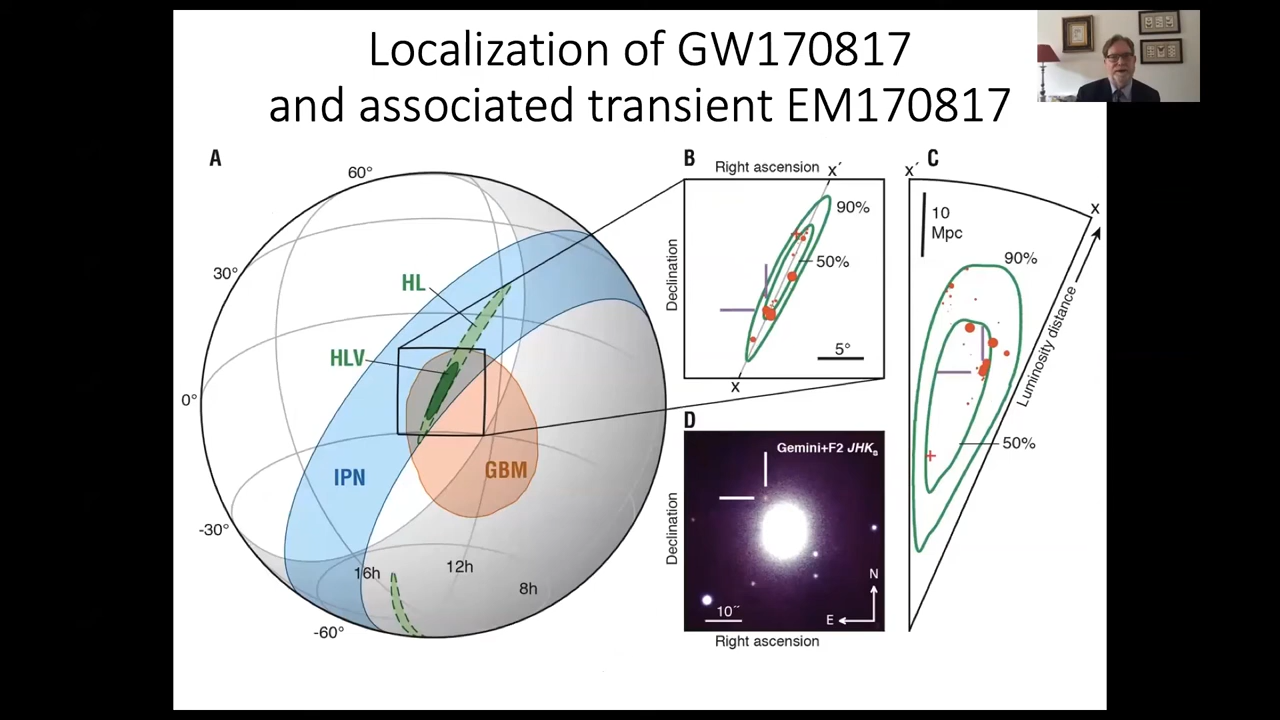 Localization of GW170817
and associated transient EM170817
A
60°
30°
0°
-30°
-60°
HL
HLV
IPN
GBM
16h
12h
8h
B
Right ascension
x´
90%
50%
Declination
5°
x
C
x´
x
10
Mpc
90%
Luminosity distance
50%
D
Gemini+F2 JHKs
Declination
N
10˝
E
Right ascension